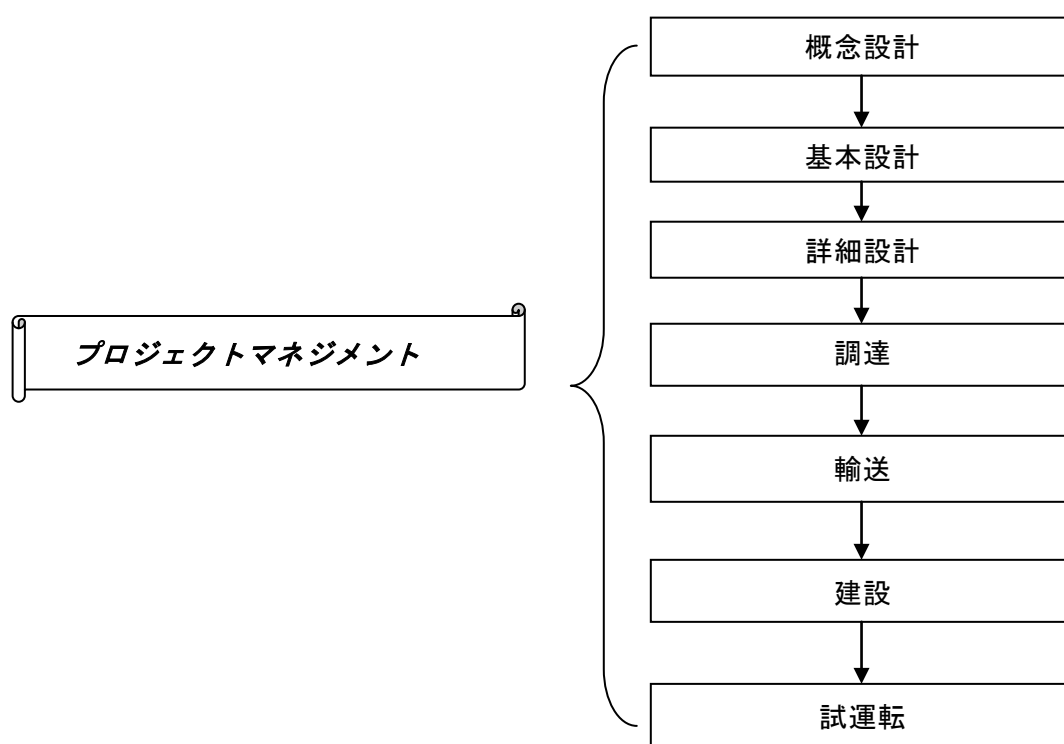 概念設計
基本設計
詳細設計
プロジェクトマネジメント
調達
輸送
建設
試運転